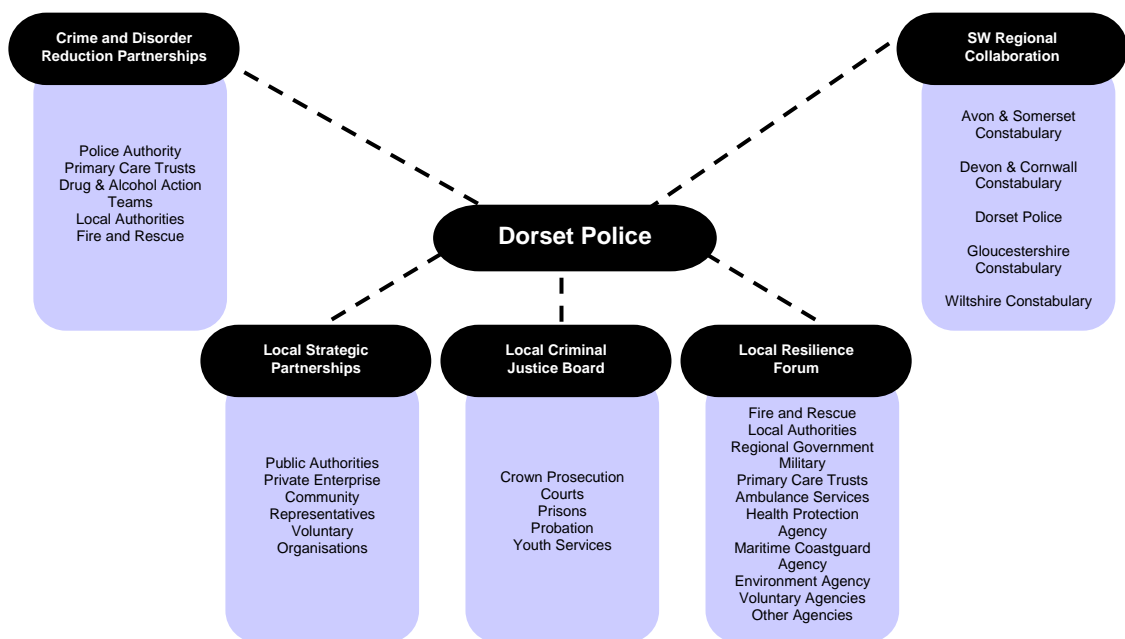 Crime and Disorder
Reduction Partnerships
Police Authority
Primary Care Trusts
Drug & Alcohol Action
Teams
Local Authorities
Fire and Rescue
SW Regional
Collaboration
Avon & Somerset
Constabulary
Devon & Cornwall
Constabulary
Dorset Police
Gloucestershire
Constabulary
Wiltshire Constabulary
Dorset Police
Local Strategic
Partnerships
Public Authorities
Private Enterprise
Community
Representatives
Voluntary
Organisations
Local Criminal
Justice Board
Crown Prosecution
Courts
Prisons
Probation
Youth Services
Local Resilience
Forum
Fire and Rescue
Local Authorities
Regional Government
Military
Primary Care Trusts
Ambulance Services
Health Protection
Agency
Maritime Coastguard
Agency
Environment Agency
Voluntary Agencies
Other Agencies